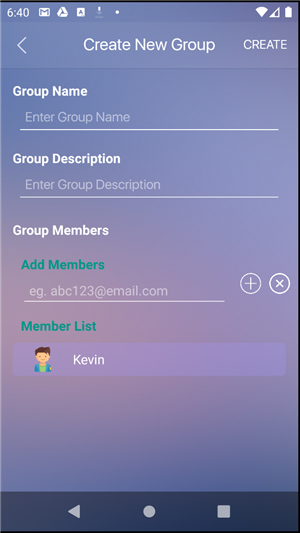 6:40
Create New Group
CREATE
Group Name
Enter Group Name
Group Description
Enter Group Description
Group Members
Add Members
eg. abc123@email.com
Member List
Kevin